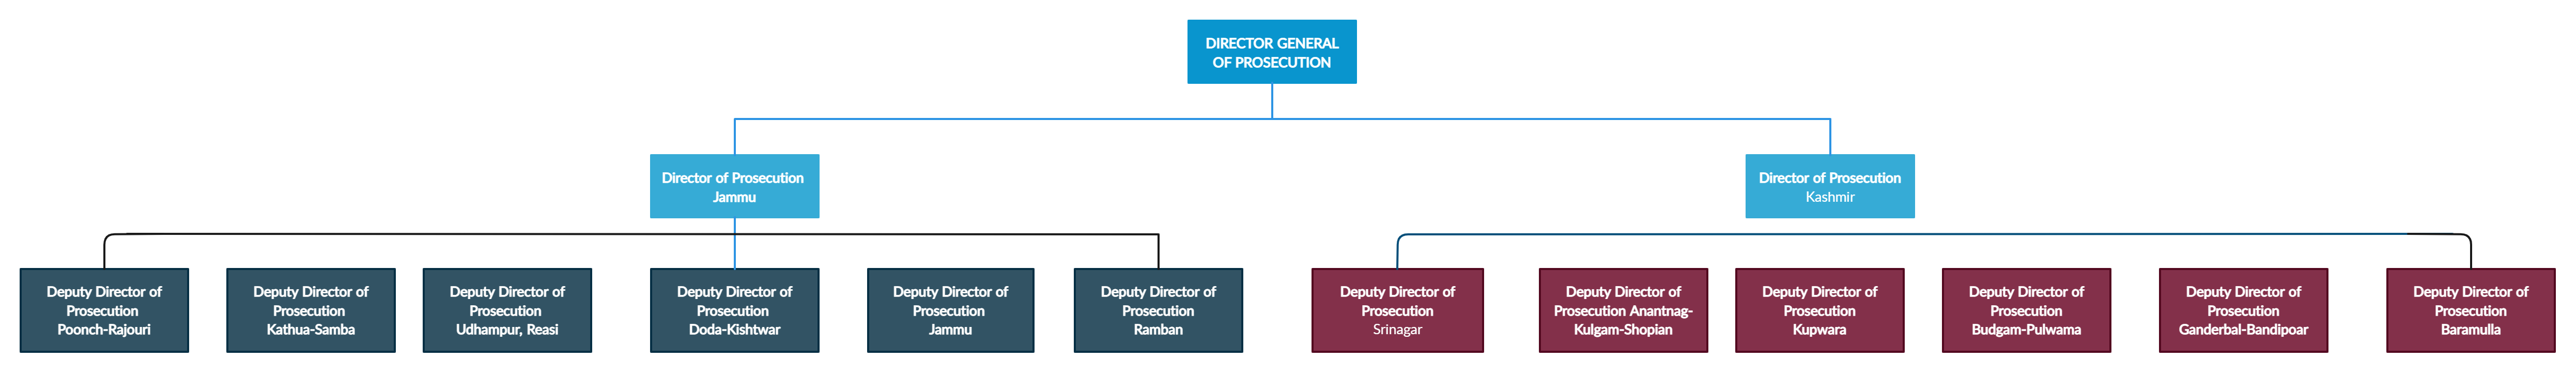 DIRECTOR GENERAL
OF PROSECUTION
Director of Prosecution
Jammu
Director of Prosecution
Kashmir
Deputy Director of
Prosecution
Poonch-Rajouri
Deputy Director of
Prosecution
Kathua-Samba
Deputy Director of
Prosecution
Udhampur, Reasi
Deputy Director of
Prosecution
Doda-Kishtwar
Deputy Director of
Prosecution
Jammu
Deputy Director of
Prosecution
Ramban
Deputy Director of
Prosecution
Srinagar
Deputy Director of
Prosecution Anantnag-
Kulgam-Shopian
Deputy Director of
Prosecution
Kupwara
Deputy Director of
Prosecution
Budgam-Pulwama
Deputy Director of
Prosecution
Ganderbal-Bandipoar
Deputy Director of
Prosecution
Baramulla